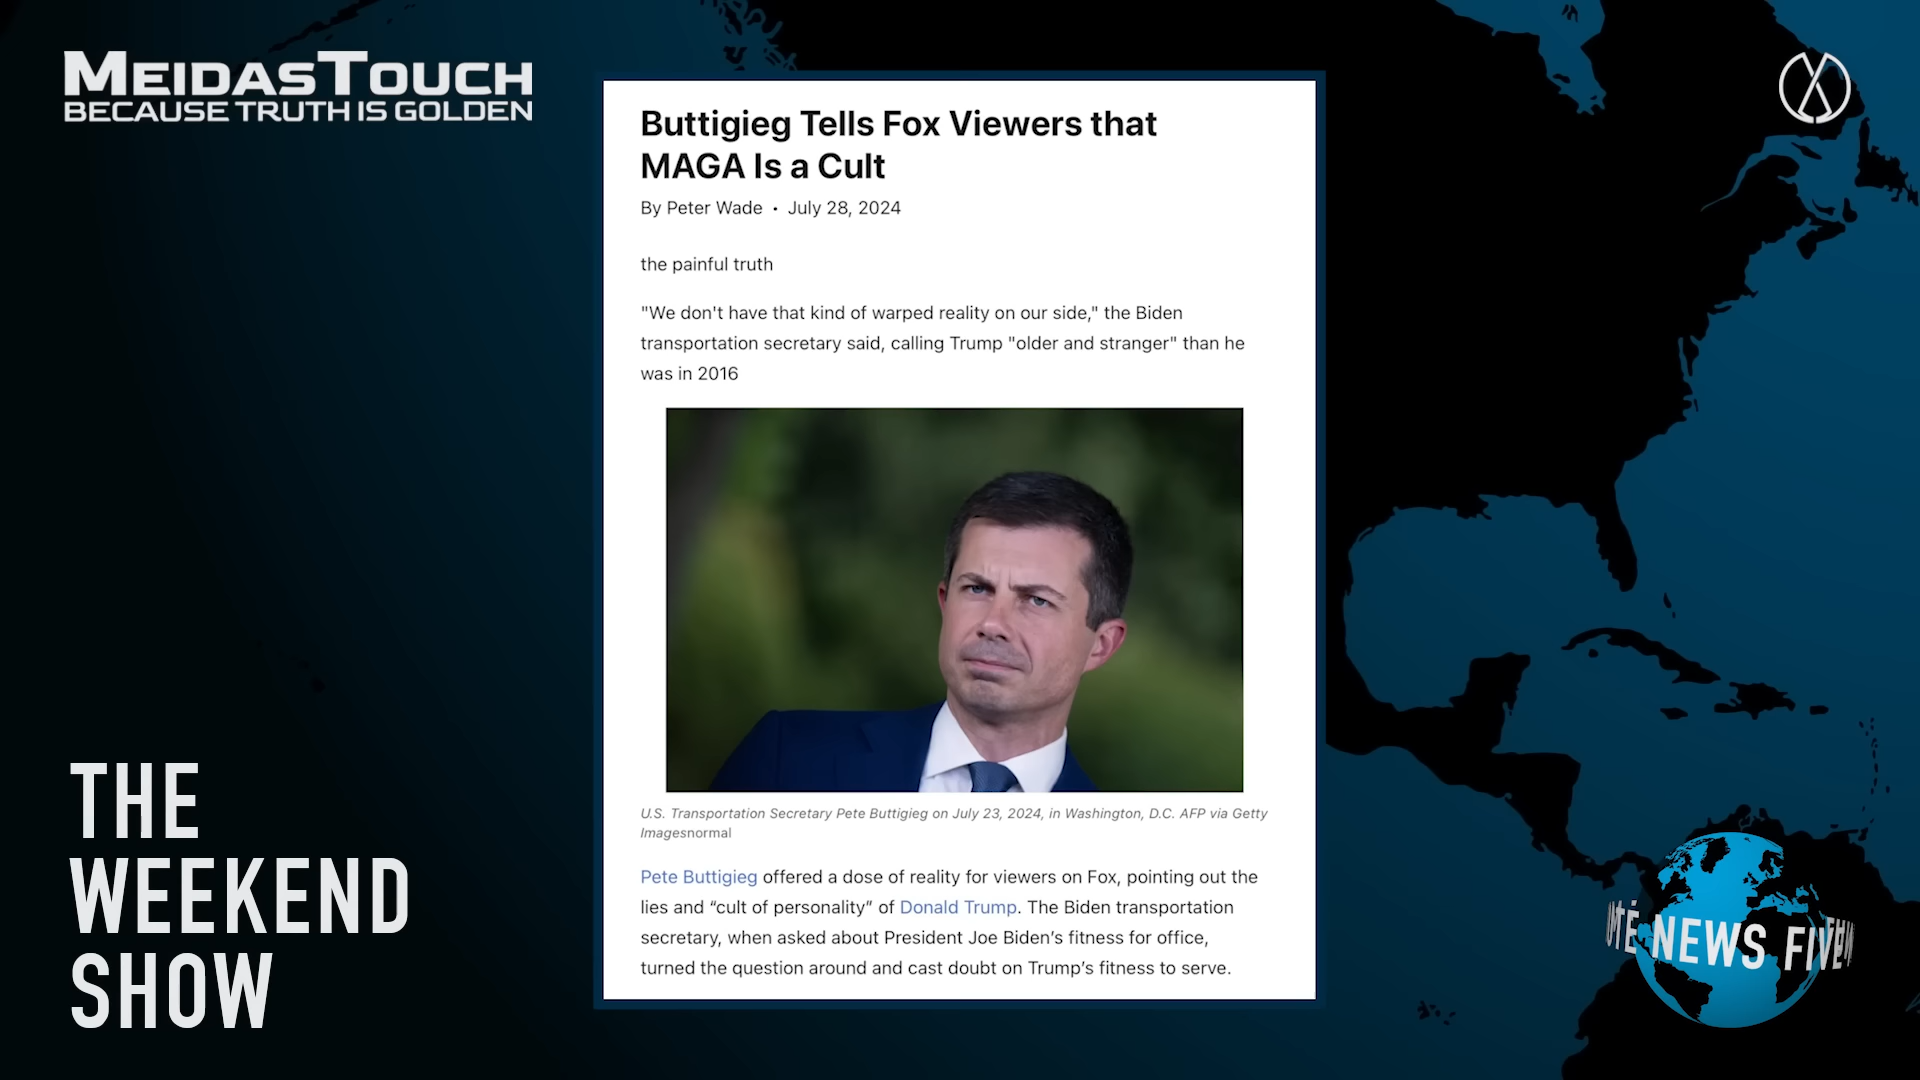 MEIDASTOUCH
BECAUSE TRUTH IS GOLDEN
Buttigieg Tells Fox Viewers that
MAGA Is a Cult
By Peter Wade • July 28, 2024
the painful truth
"We don't have that kind of warped reality on our side," the Biden
transportation secretary said, calling Trump "older and stranger" than he
was in 2016
U.S. Transportation Secretary Pete Buttigieg on July 23, 2024, in Washington, D.C. AFP via Getty
Imagesnormal
Pete Buttigieg offered a dose of reality for viewers on Fox, pointing out the
lies and “cult of personality” of Donald Trump. The Biden transportation
secretary, when asked about President Joe Biden’s fitness for office,
turned the question around and cast doubt on Trump’s fitness to serve.
THE
WEEKEND
SHOW
NEWS